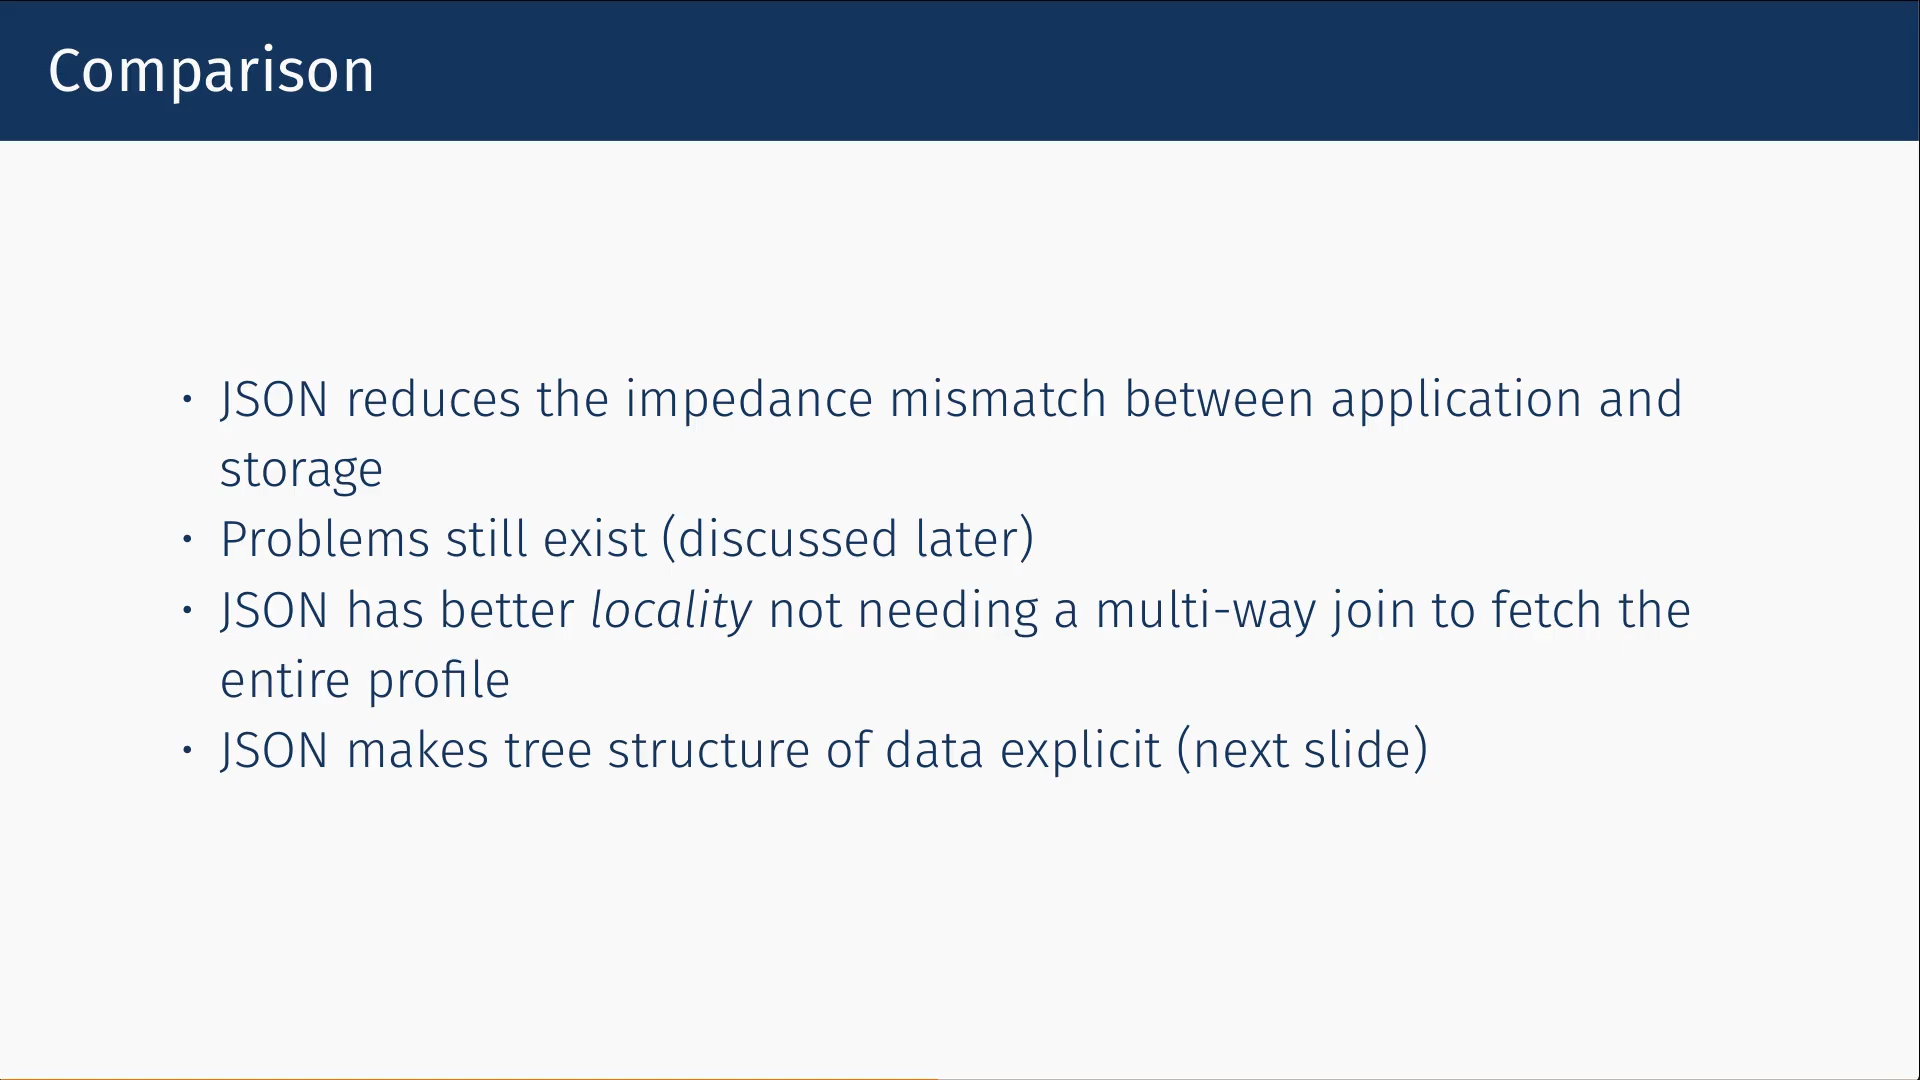 Comparison
• JSON reduces the impedance mismatch between application and
storage
• Problems still exist (discussed later)
• JSON has better locality not needing a multi-way join to fetch the
entire profile
• JSON makes tree structure of data explicit (next slide)